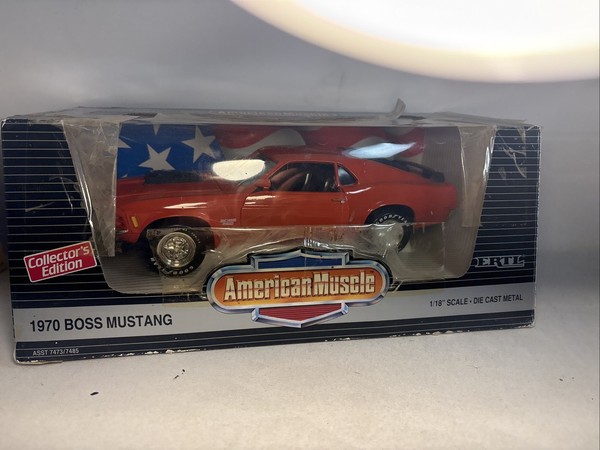 Collector's
Edition
AmericanMuscle
ERTL
1970 BOSS MUSTANG
1/18" SCALE - DIE CAST METAL
ASST 7473/7485